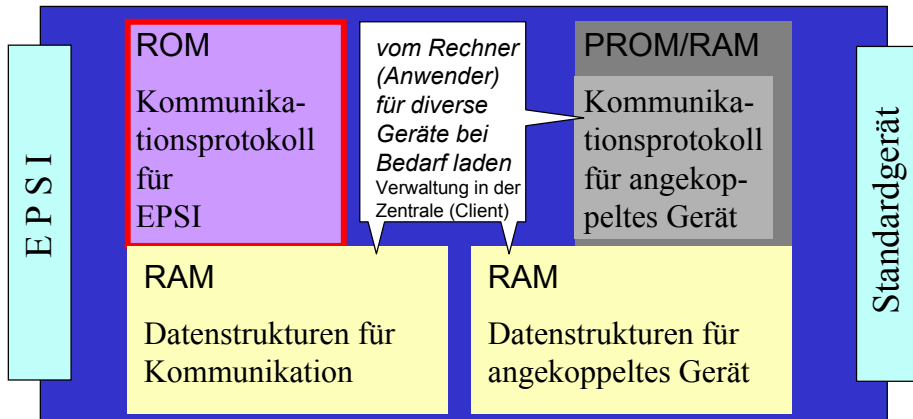 E P S I
ROM
Kommunika-
tionsprotokoll
für
EPSI
vom Rechner
(Anwender)
für diverse
Geräte bei
Bedarf laden
Verwaltung in der
Zentrale (Client)
PROM/RAM
Kommunika-
tionsprotokoll
für angekop-
peltes Gerät
RAM
Datenstrukturen für
Kommunikation
RAM
Datenstrukturen für
angekoppeltes Gerät
Standardgerät